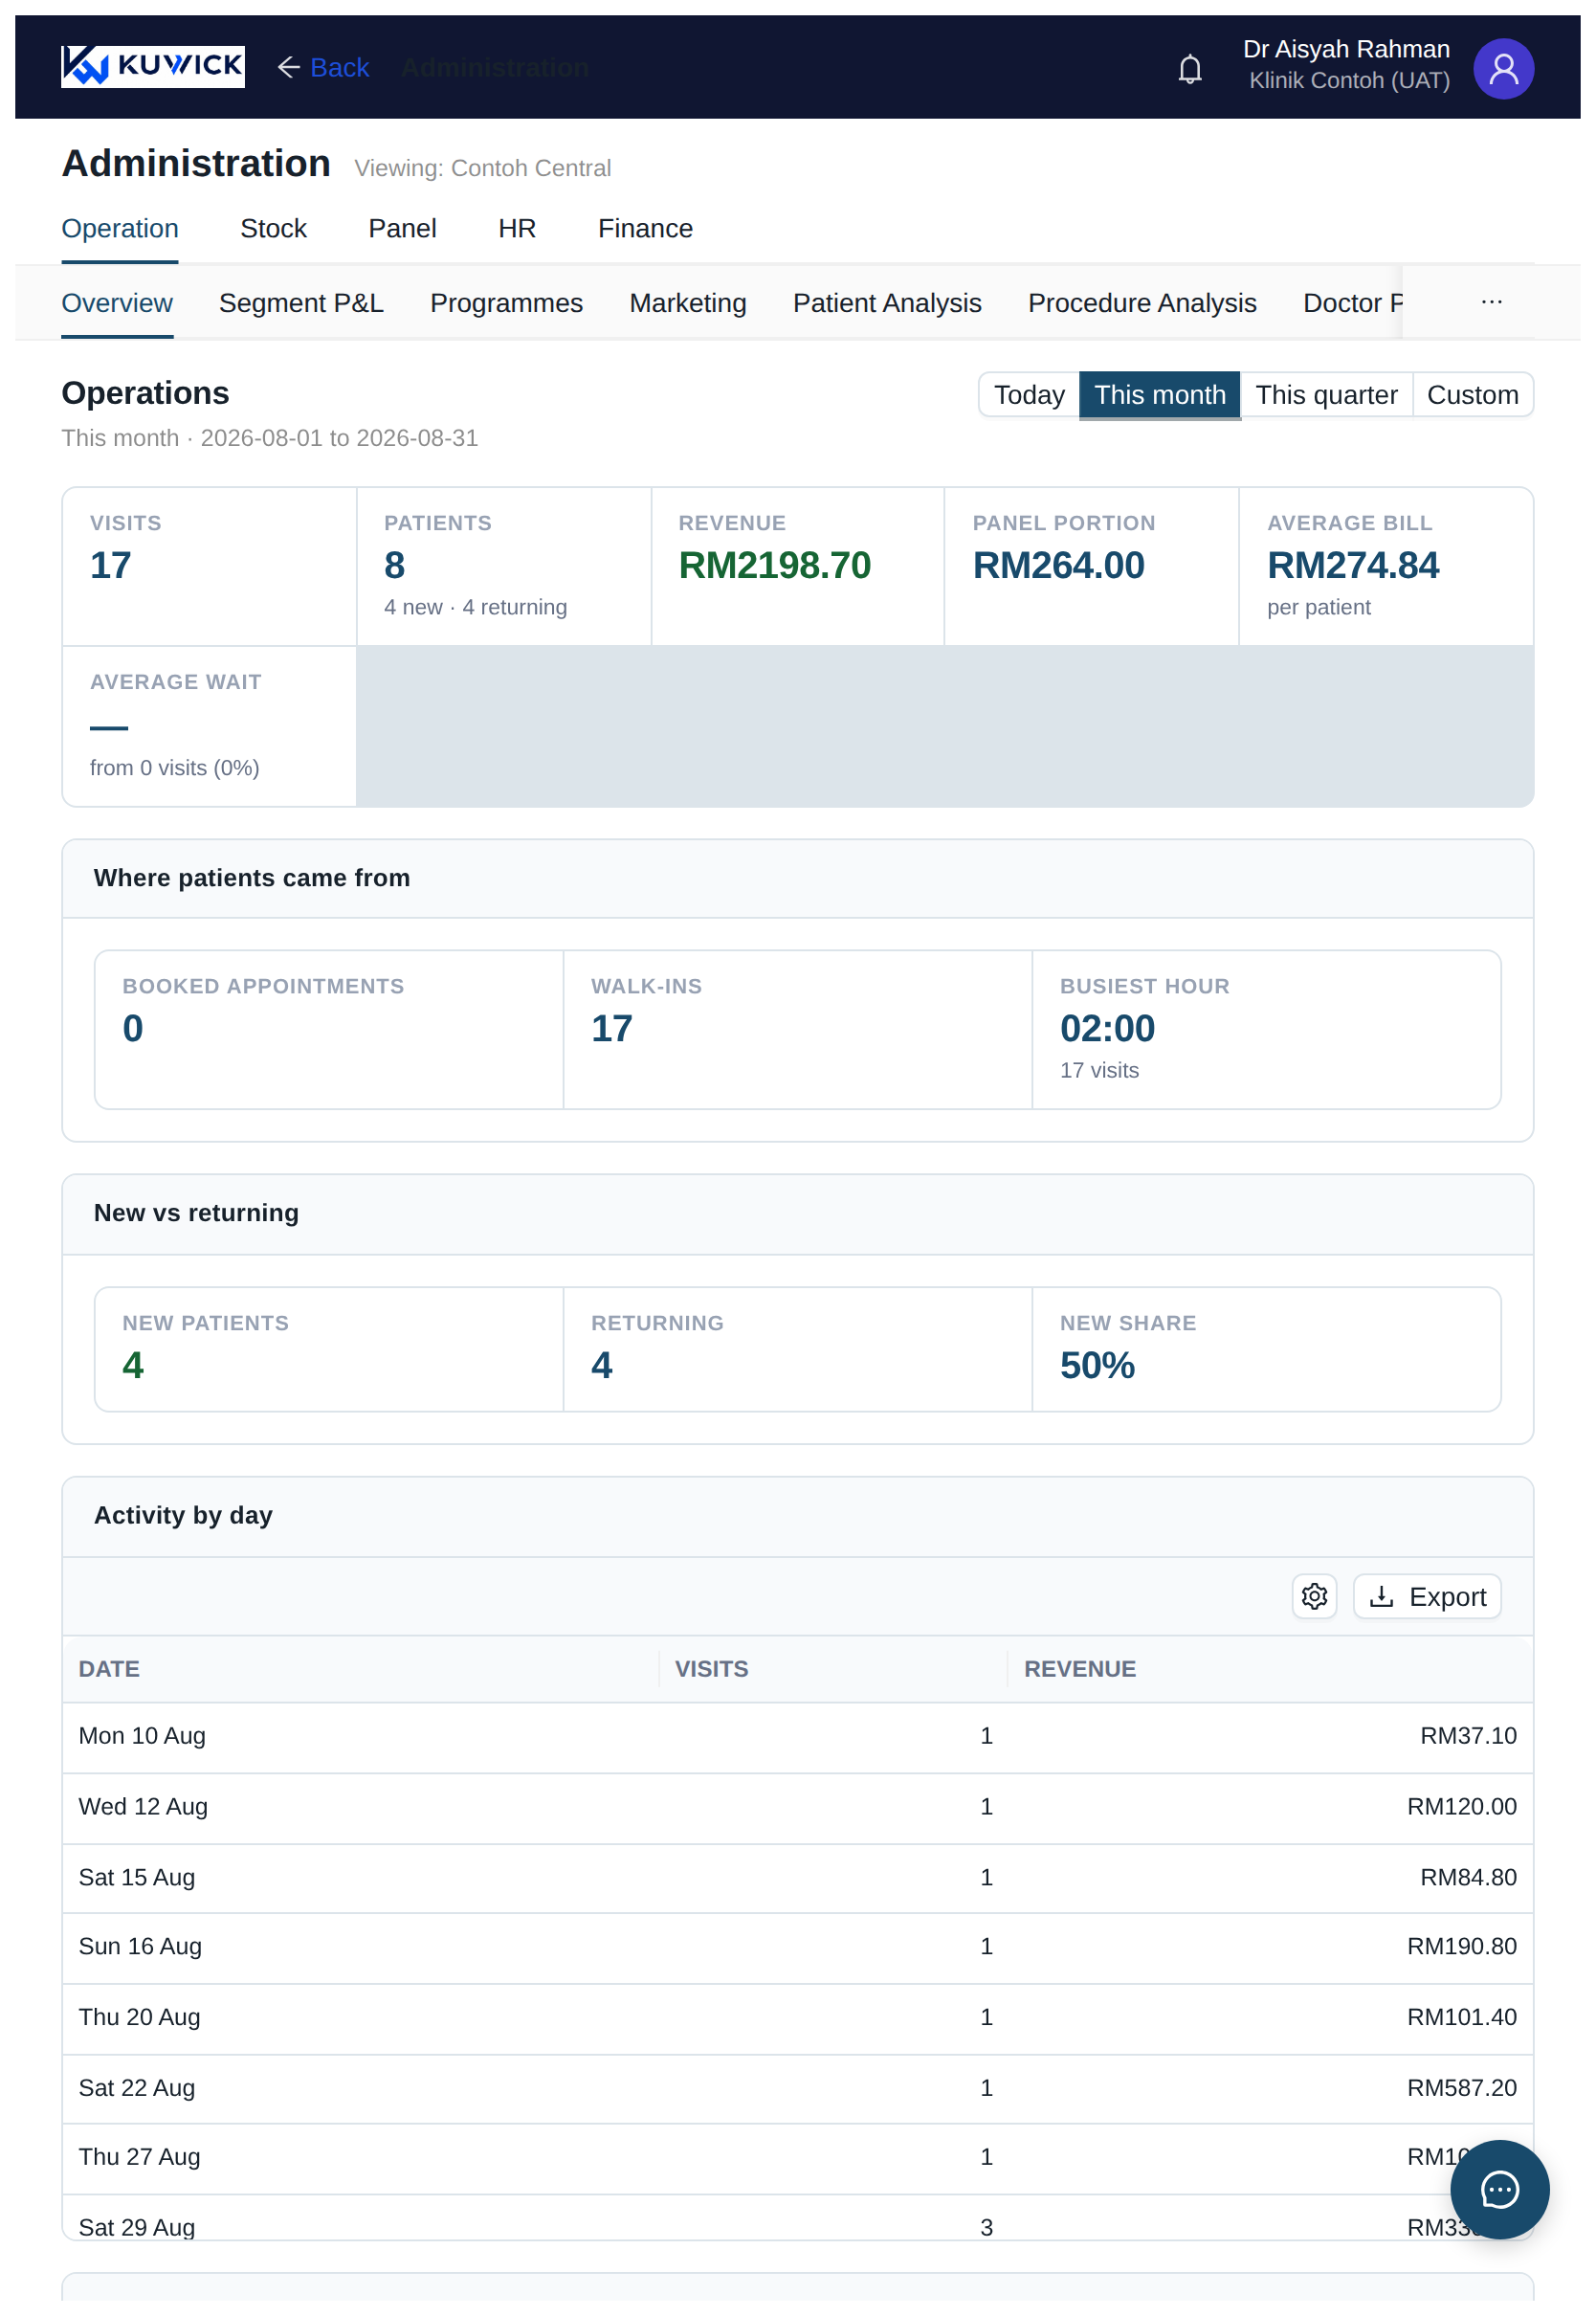 KUWICK
Back
Administration
Dr Aisyah Rahman
Klinik Contoh (UAT)
Administration
Viewing: Contoh Central
Operation
Stock
Panel
HR
Finance
Overview
Segment P&L
Programmes
Marketing
Patient Analysis
Procedure Analysis
Doctor P
Operations
Today
This month
This quarter
Custom
This month · 2026-08-01 to 2026-08-31
VISITS
17
PATIENTS
8
4 new · 4 returning
REVENUE
RM2198.70
PANEL PORTION
RM264.00
AVERAGE BILL
RM274.84
per patient
AVERAGE WAIT
—
from 0 visits (0%)
Where patients came from
BOOKED APPOINTMENTS
0
WALK-INS
17
BUSIEST HOUR
02:00
17 visits
New vs returning
NEW PATIENTS
4
RETURNING
4
NEW SHARE
50%
Activity by day
Export
DATE VISITS REVENUE
Mon 10 Aug 1 RM37.10
Wed 12 Aug 1 RM120.00
Sat 15 Aug 1 RM84.80
Sun 16 Aug 1 RM190.80
Thu 20 Aug 1 RM101.40
Sat 22 Aug 1 RM587.20
Thu 27 Aug 1
Sat 29 Aug 3